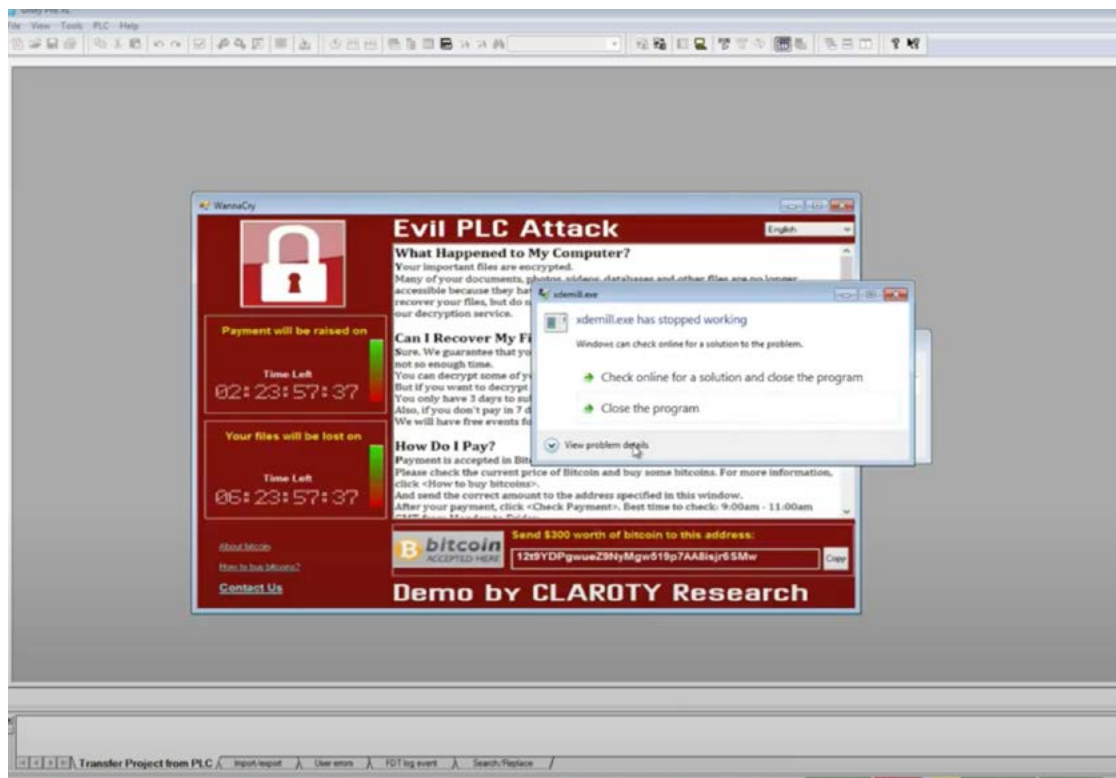 Unity Pro XL
File View Tools PLC Help
WannaCry
Evil PLC Attack
English
What Happened to My Computer?
Your important files are encrypted.
Many of your documents, photos, videos, databases and other files are no longer
accessible because they
recover your files, but do
our decryption service.
Can I Recover My
Sure. We guarantee that
not so enough time.
You can decrypt some of
But if you want to decrypt
You only have 3 days to
Also, if you don't pay in 7
We will have free events
How Do I Pay?
Payment is accepted in
Please check the current price of Bitcoin and buy some bitcoins. For more information,
click <How to buy bitcoins>.
And send the correct amount to the address specified in this window.
After your payment, click <Check Payment>. Best time to check: 9:00am - 11:00am
GMT from Monday to Friday
Payment will be raised on
Time Left
02:23:57:37
Your files will be lost on
Time Left
06:23:57:37
About bitcoin
How to buy bitcoins?
Contact Us
bitcoin
ACCEPTED HERE
Send $300 worth of bitcoin to this address:
Copy
Demo by CLAROTY Research
xdemill.exe
xdemill.exe has stopped working
Windows can check online for a solution to the problem.
Check online for a solution and close the program
Close the program
View problem details
Transfer Project from PLC
Import/export
User errors
FDT log event
Search/Replace